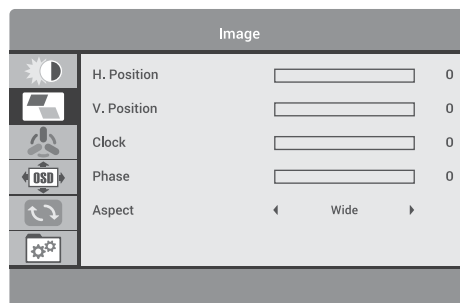 Image
H. Position 0
V. Position 0
Clock 0
Phase 0
OSD
Aspect Wide